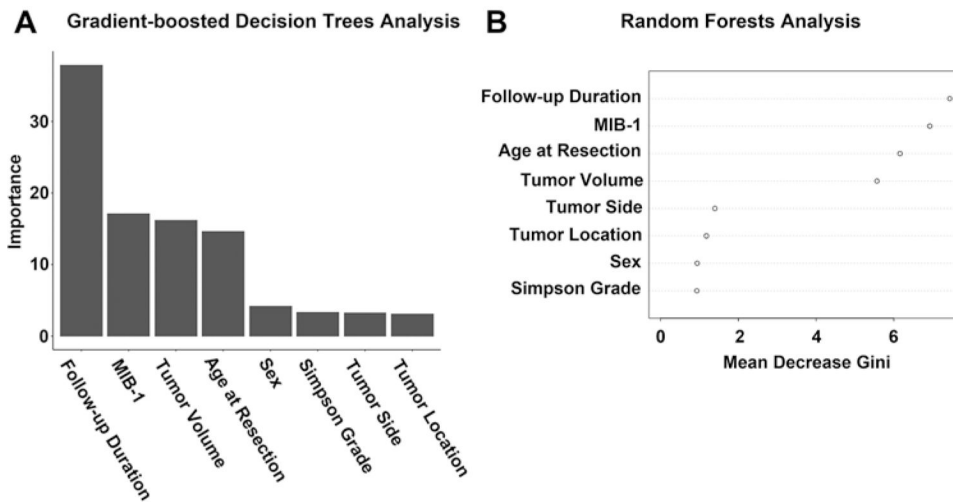 A Gradient-boosted Decision Trees Analysis
Importance
30
20
10
0
Follow-up Duration
MIB-1
Tumor Volume
Age at Resection
Sex
Simpson Grade
Tumor Side
Tumor Location
B Random Forests Analysis
Follow-up Duration
MIB-1
Age at Resection
Tumor Volume
Tumor Side
Tumor Location
Sex
Simpson Grade
0 2 4 6
Mean Decrease Gini